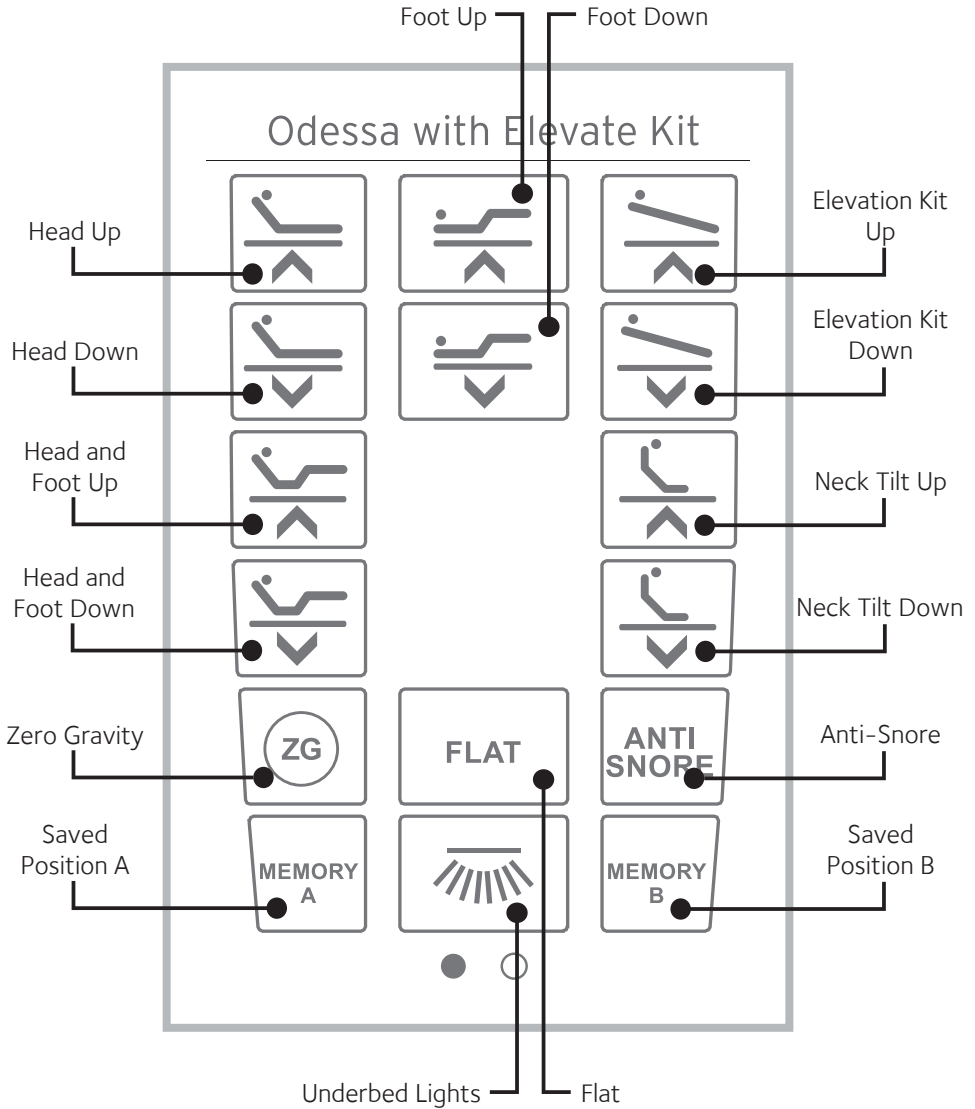 Foot Up
Foot Down
Odessa with Elevate Kit
Head Up
Elevation Kit
Up
Head Down
Elevation Kit
Down
Head and
Foot Up
Neck Tilt Up
Head and
Foot Down
Neck Tilt Down
Zero Gravity
ZG
FLAT
ANTI
SNORE
Anti-Snore
Saved
Position A
MEMORY
A
MEMORY
B
Saved
Position B
Underbed Lights
Flat